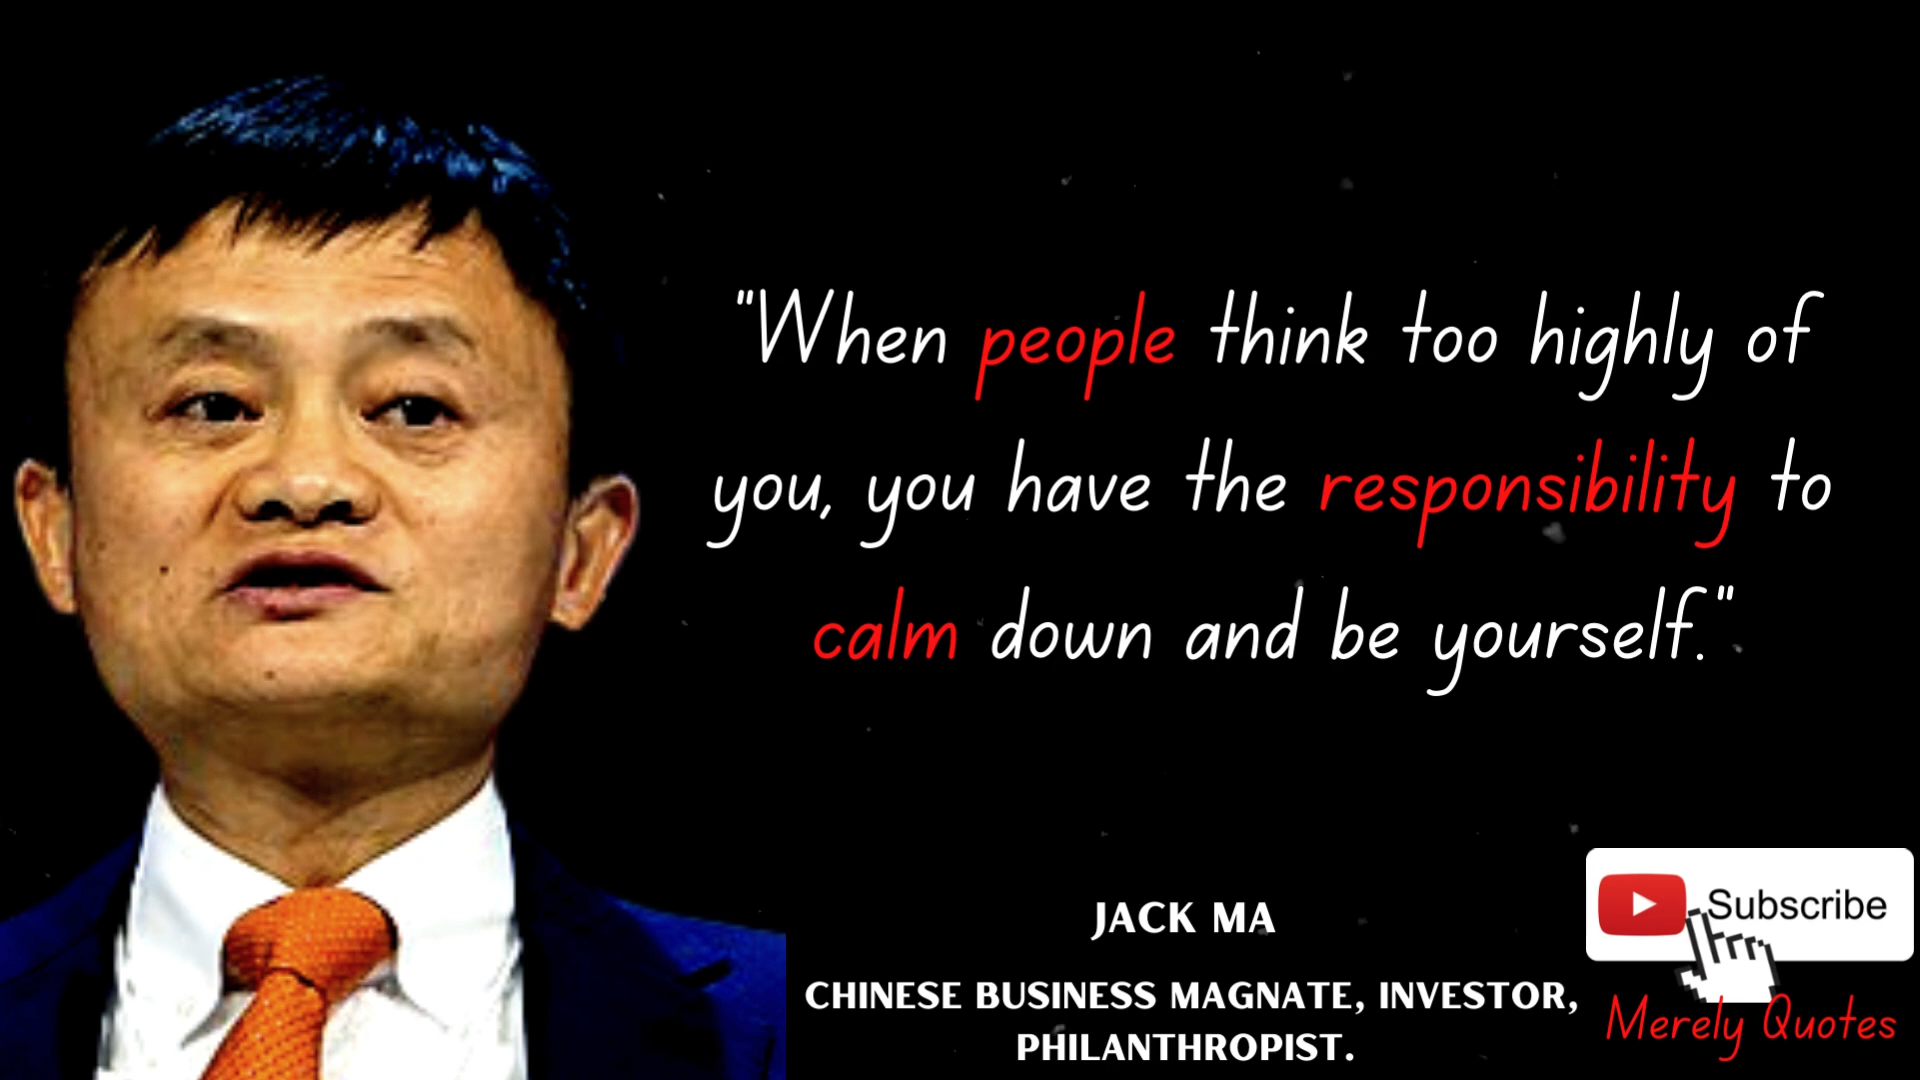 "When people think too highly of
you, you have the responsibility to
calm down and be yourself."
JACK MA
CHINESE BUSINESS MAGNATE, INVESTOR,
PHILANTHROPIST.
Subscribe
Merely Quotes